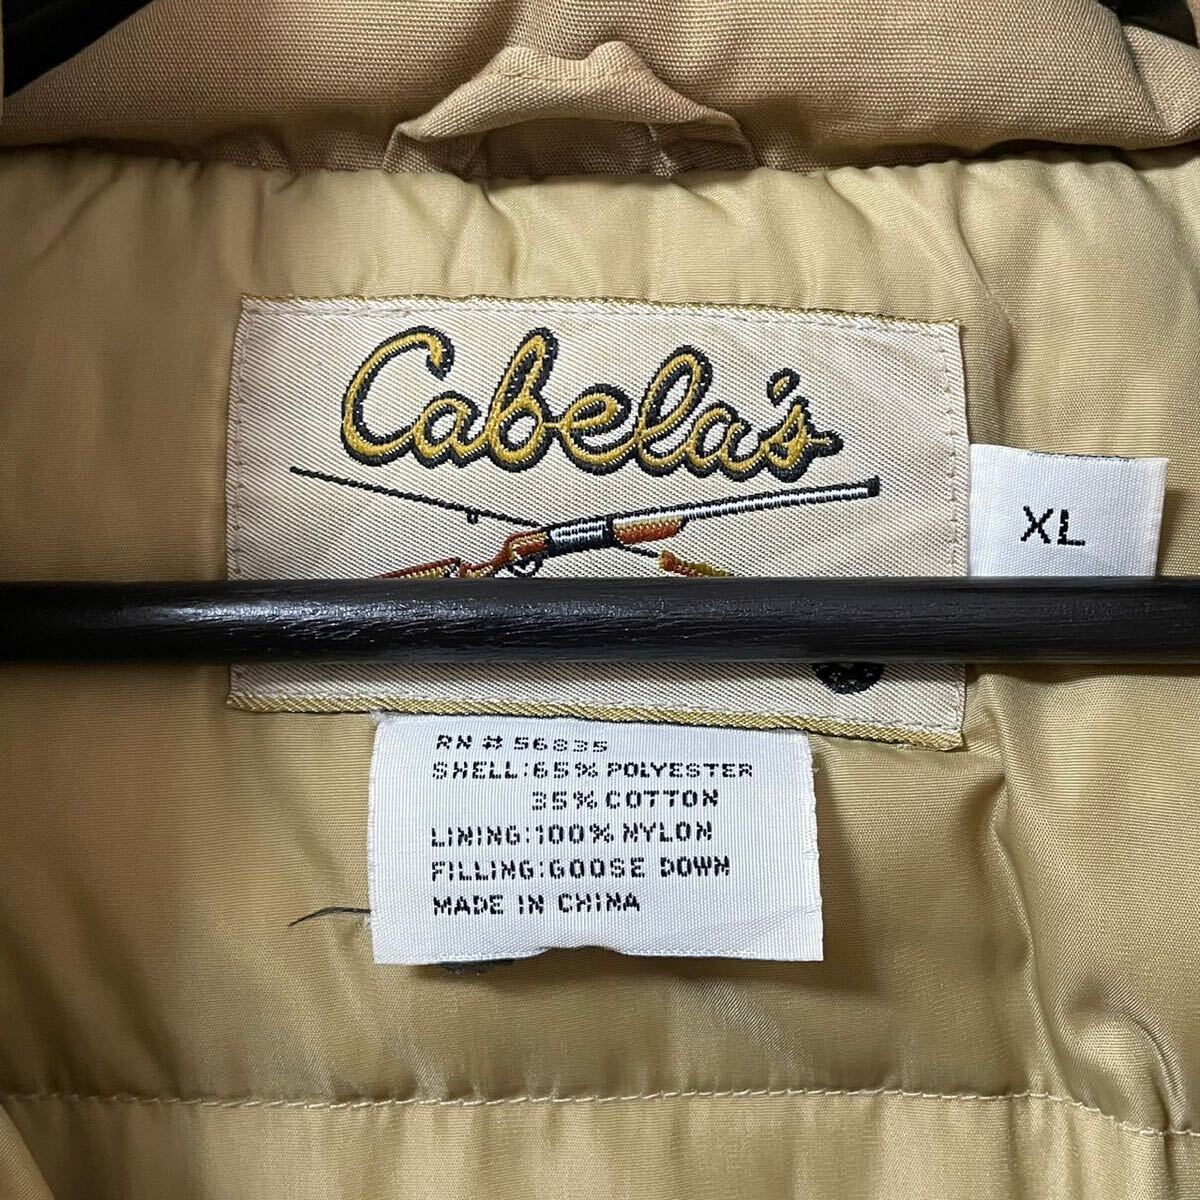 Cabela's
XL
RN # 56835
SHELL:65% POLYESTER
35% COTTON
LINING:100% NYLON
FILLING:GOOSE DOWN
MADE IN CHINA